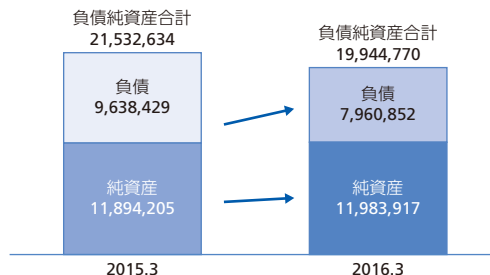 負債純資産合計
21,532,634
負債
9,638,429
純資産
11,894,205
2015.3
負債純資産合計
19,944,770
負債
7,960,852
純資産
11,983,917
2016.3